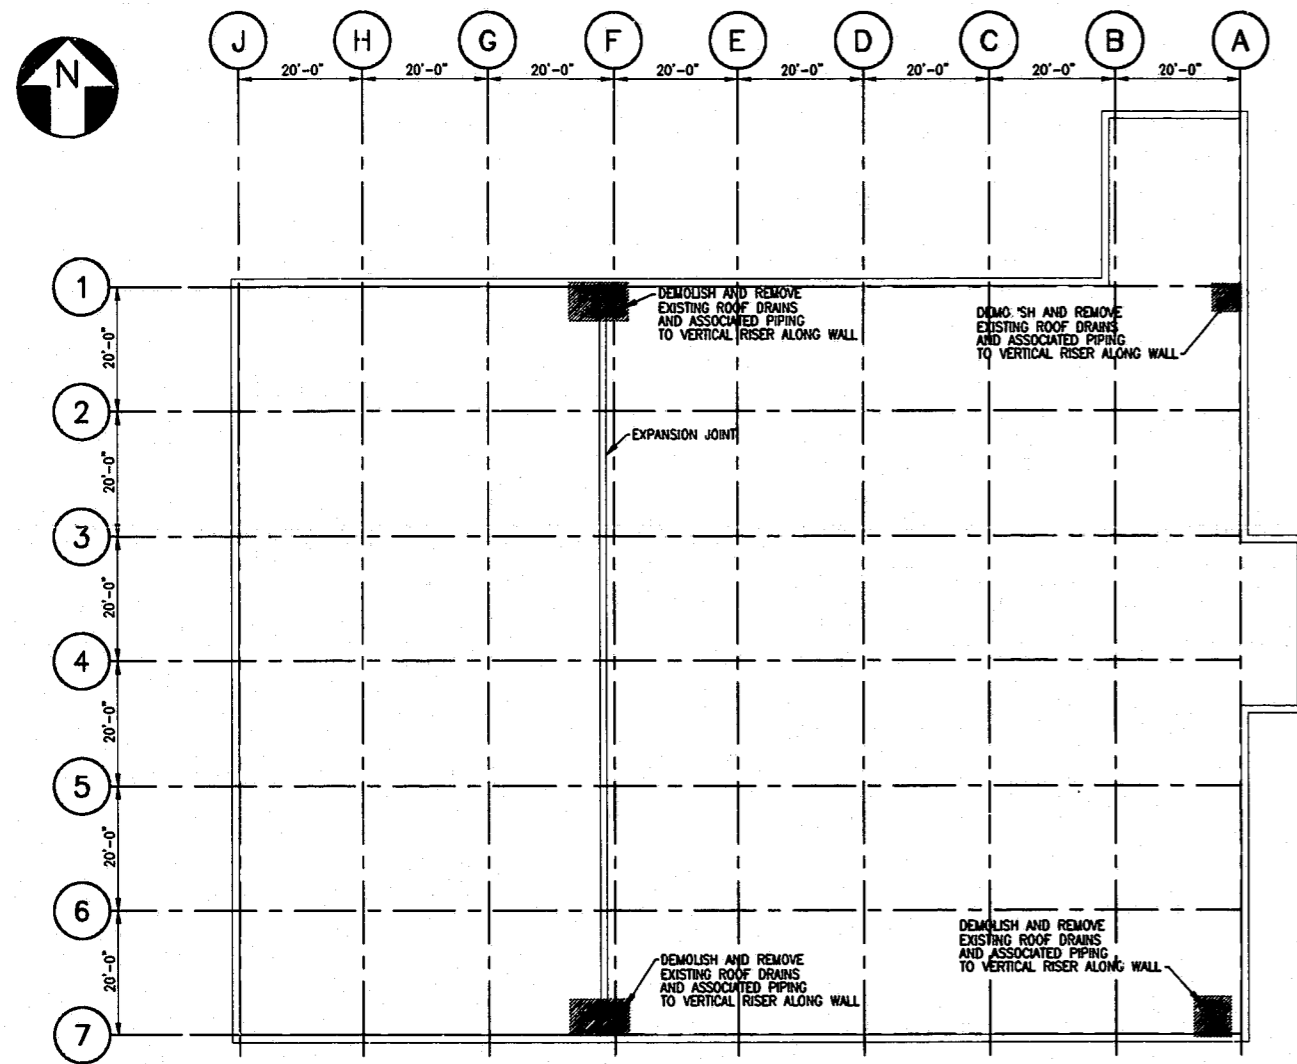 N
J H G F E D C B A
20'-0" 20'-0" 20'-0" 20'-0" 20'-0" 20'-0" 20'-0" 20'-0"
1
DEMOLISH AND REMOVE
EXISTING ROOF DRAINS
AND ASSOCIATED PIPING
TO VERTICAL RISER ALONG WALL
AND REMOVE
EXISTING ROOF DRAINS
AND ASSOCIATED PIPING
TO VERTICAL RISER ALONG WALL
20'-0"
2
EXPANSION JOINT
20'-0"
3
20'-0"
4
20'-0"
5
20'-0"
6
DEMOLISH AND REMOVE
EXISTING ROOF DRAINS
AND ASSOCIATED PIPING
TO VERTICAL RISER ALONG WALL
DEMOLISH AND REMOVE
EXISTING ROOF DRAINS
AND ASSOCIATED PIPING
TO VERTICAL RISER ALONG WALL
20'-0"
7